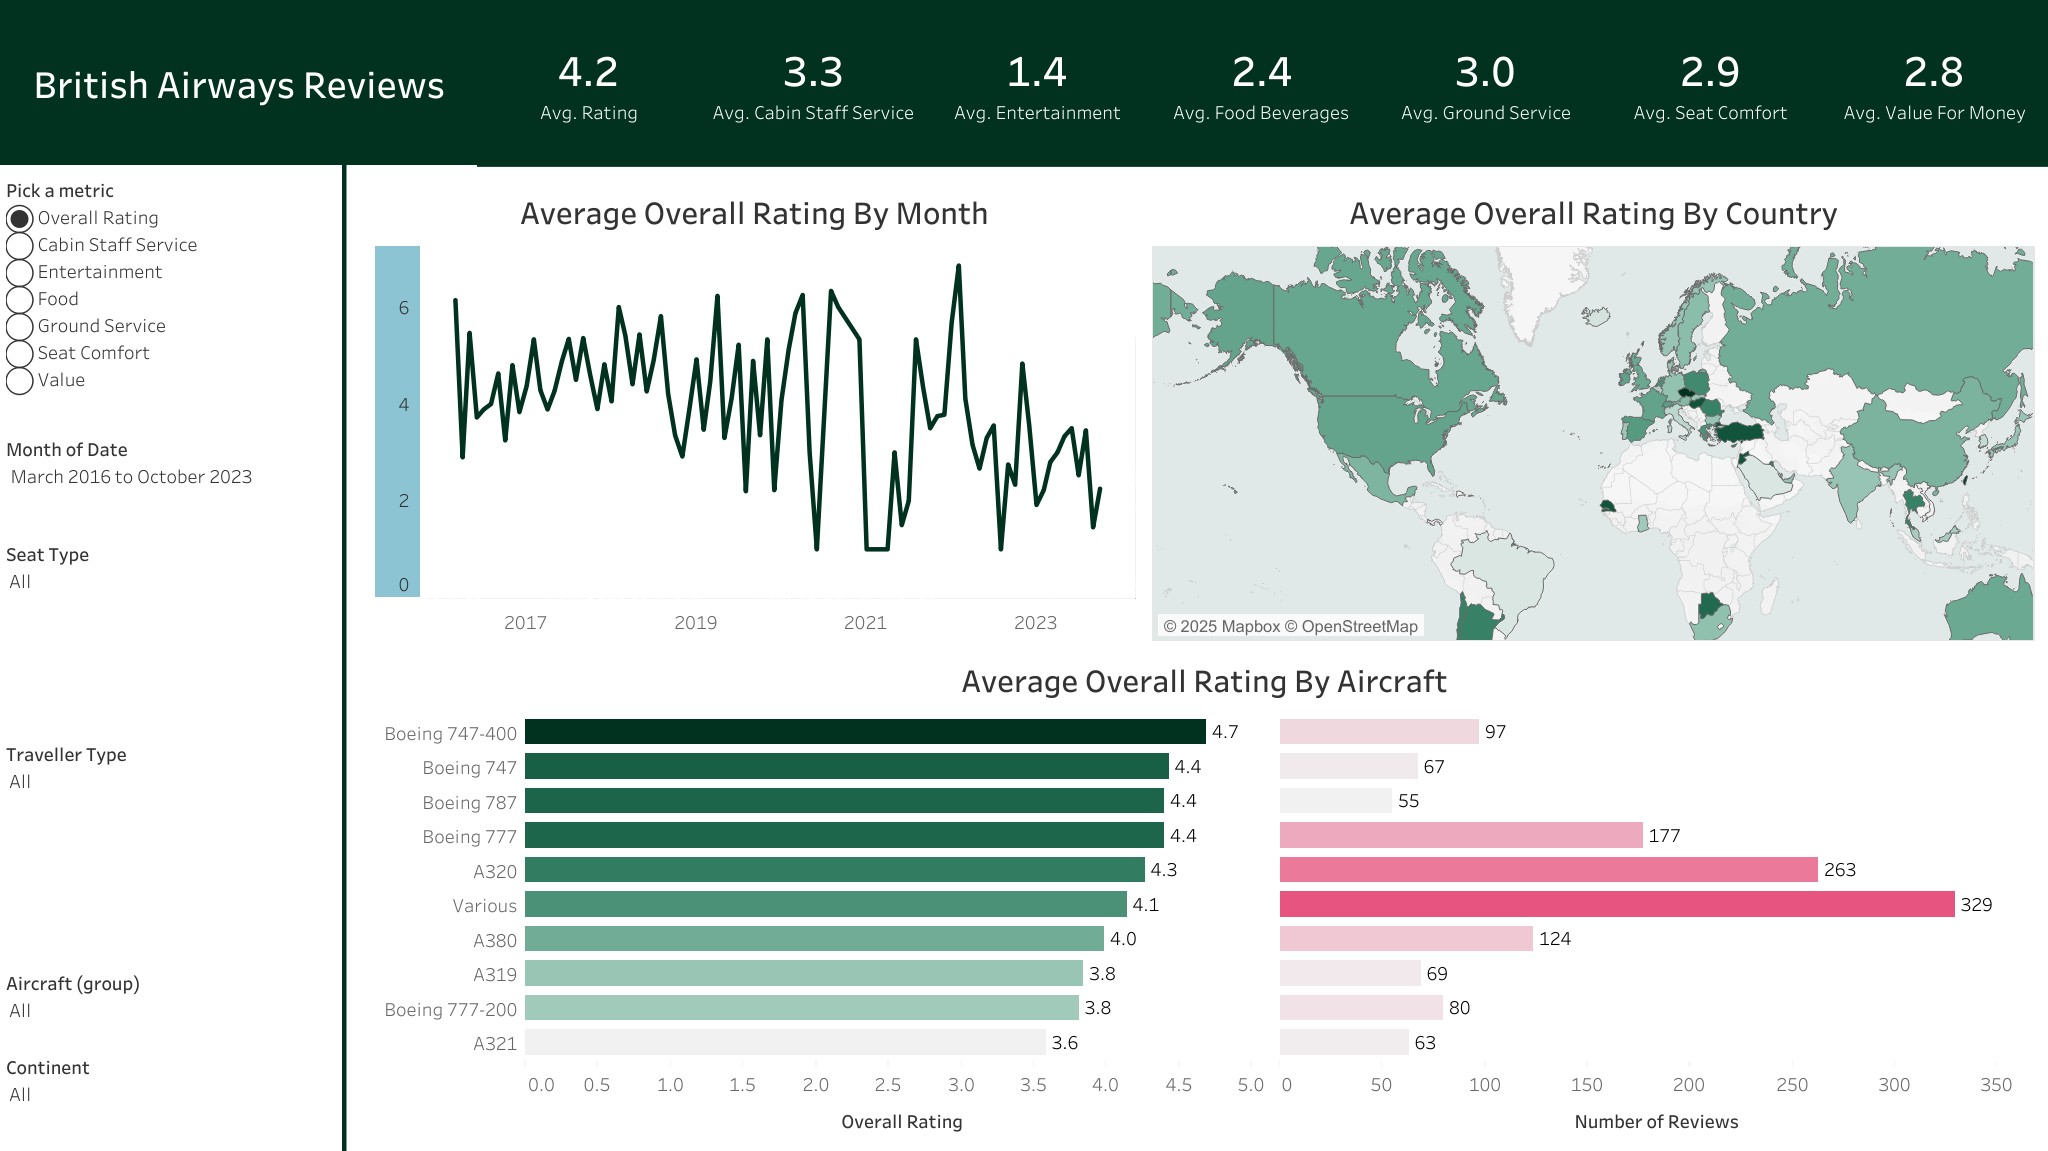 British Airways Reviews
4.2
Avg. Rating
3.3
Avg. Cabin Staff Service
1.4
Avg. Entertainment
2.4
Avg. Food Beverages
3.0
Avg. Ground Service
2.9
Avg. Seat Comfort
2.8
Avg. Value For Money
Pick a metric
Overall Rating
Cabin Staff Service
Entertainment
Food
Ground Service
Seat Comfort
Value
Month of Date
March 2016 to October 2023
Seat Type
All
Traveller Type
All
Aircraft (group)
All
Continent
All
Average Overall Rating By Month
6
4
2
0
2017 2019 2021 2023
Average Overall Rating By Country
© 2025 Mapbox © OpenStreetMap
Average Overall Rating By Aircraft
Boeing 747-400 4.7 97
Boeing 747 4.4 67
Boeing 787 4.4 55
Boeing 777 4.4 177
A320 4.3 263
Various 4.1 329
A380 4.0 124
A319 3.8 69
Boeing 777-200 3.8 80
A321 3.6 63
0.0 0.5 1.0 1.5 2.0 2.5 3.0 3.5 4.0 4.5 5.0
0 50 100 150 200 250 300 350
Overall Rating
Number of Reviews